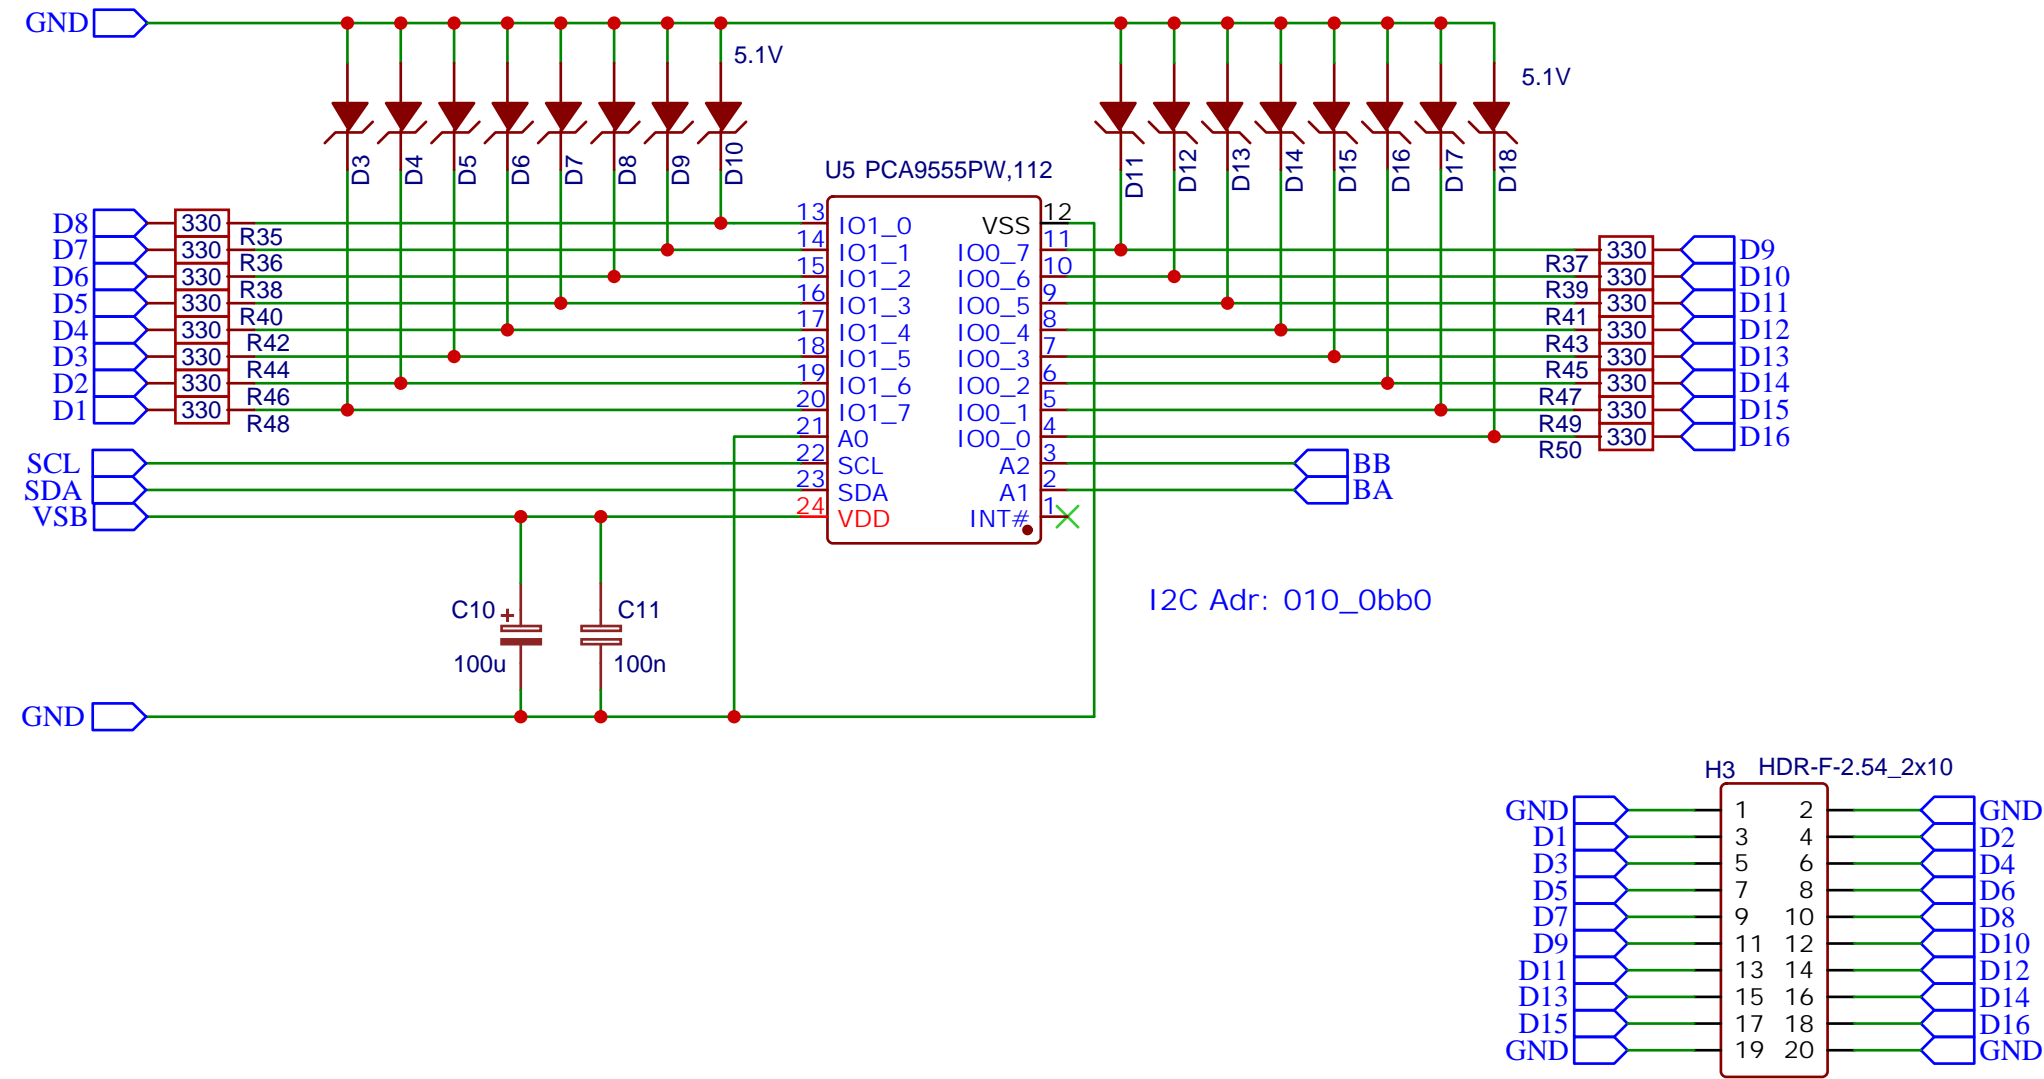 GND
5.1V
5.1V
D3 D4 D5 D6 D7 D8 D9 D10
D11 D12 D13 D14 D15 D16 D17 D18
U5 PCA9555PW,112
D8 330 R35 13 IO1_0
D7 330 R36 14 IO1_1
D6 330 R38 15 IO1_2
D5 330 R40 16 IO1_3
D4 330 R42 17 IO1_4
D3 330 R44 18 IO1_5
D2 330 R46 19 IO1_6
D1 330 R48 20 IO1_7
21 A0
SCL 22 SCL
SDA 23 SDA
VSB 24 VDD
VSS 12
IO0_7 11 R37 330 D9
IO0_6 10 R39 330 D10
IO0_5 9 R41 330 D11
IO0_4 8 R43 330 D12
IO0_3 7 R45 330 D13
IO0_2 6 R47 330 D14
IO0_1 5 R49 330 D15
IO0_0 4 R50 330 D16
A2 3 BB
A1 2 BA
INT# 1
C10 + 100u
C11 100n
I2C Adr: 010_0bb0
GND
H3 HDR-F-2.54_2x10
GND 1 2 GND
D1 3 4 D2
D3 5 6 D4
D5 7 8 D6
D7 9 10 D8
D9 11 12 D10
D11 13 14 D12
D13 15 16 D14
D15 17 18 D16
GND 19 20 GND